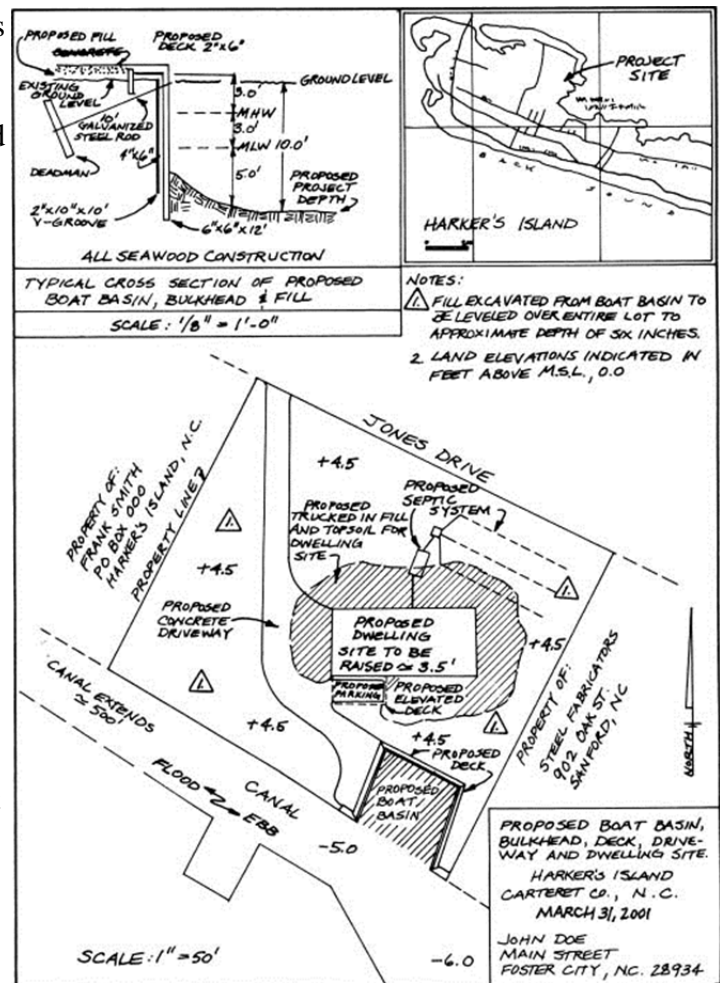 s
d
PROPOSED FILL
CONCRETE
PROPOSED
DECK 2"x6"
EXISTING
GROUND
LEVEL
10'
GALVANIZED
STEEL ROD
4"x6"
DEADMAN
2"x10"x10'
V-GROOVE
6"x6"x12'
GROUND LEVEL
3.0'
MHW
3.0'
MLW 10.0'
5.0'
PROPOSED
PROJECT
DEPTH
ALL SEAWOOD CONSTRUCTION
TYPICAL CROSS SECTION OF PROPOSED
BOAT BASIN, BULKHEAD & FILL
SCALE: 1/8" = 1'-0"
PROJECT
SITE
BACK SOUND
HARKER'S ISLAND
NOTES:
1. FILL EXCAVATED FROM BOAT BASIN TO
BE LEVELED OVER ENTIRE LOT TO
APPROXIMATE DEPTH OF SIX INCHES.
2 LAND ELEVATIONS INDICATED IN
FEET ABOVE M.S.L., 0.0
JONES DRIVE
PROPERTY OF:
FRANK SMITH
PO BOX 000
HARKER'S ISLAND, N.C.
PROPERTY LINE
+4.5
PROPOSED
SEPTIC
SYSTEM
PROPOSED
TRUCKED IN FILL
AND TOPSOIL FOR
DWELLING
SITE
1.
+4.5
1.
PROPOSED
CONCRETE
DRIVEWAY
PROPOSED
DWELLING
SITE TO BE
RAISED ≃ 3.5'
+4.5
PROPERTY OF:
STEEL FABRICATORS
902 OAK ST.
SANFORD, NC
1.
PROPOSED
PARKING
PROPOSED
ELEVATED
DECK
1.
+4.5
+4.5
PROPOSED
DECK
NORTH
CANAL EXTENDS
≃ 500'
FLOOD
EBB
CANAL
PROPOSED
BOAT
BASIN
-5.0
PROPOSED BOAT BASIN,
BULKHEAD, DECK, DRIVE-
WAY AND DWELLING SITE.
HARKER'S ISLAND
CARTERET CO., N.C.
MARCH 31, 2001
JOHN DOE
MAIN STREET
FOSTER CITY, NC. 28934
SCALE: 1" = 50'
-6.0